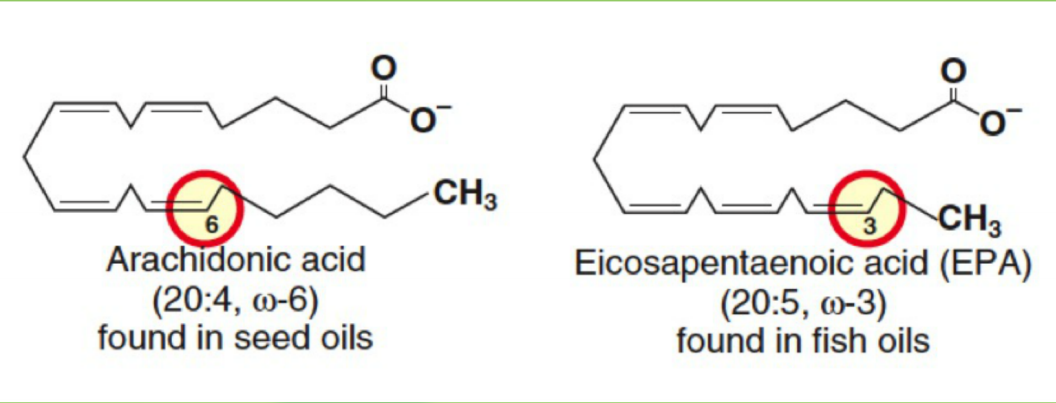 O
O⁻
CH₃
6
Arachidonic acid
(20:4, ω-6)
found in seed oils
O
O⁻
CH₃
3
Eicosapentaenoic acid (EPA)
(20:5, ω-3)
found in fish oils